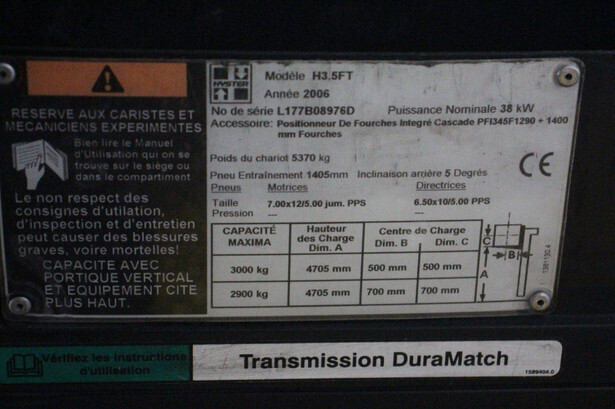 RESERVE AUX CARISTES ET
MECANICIENS EXPERIMENTES
Bien lire le Manuel
d'Utilisation qui on se
trouve sur le siége ou
dans le compartiment
Le non respect des
consignes d'utilation,
d'inspection et d'entretien
peut causer des blessures
graves, voire mortelles!
CAPACITE AVEC
PORTIQUE VERTICAL
ET EQUIPEMENT CITE
PLUS HAUT.
HYSTER
Modèle H3.5FT
Année 2006
No de série L177B08976D Puissance Nominale 38 kW
Accessoire: Positionneur De Fourches Integré Cascade PFI345F1290 + 1400
mm Fourches
Poids du chariot 5370 kg
Pneu Entraînement 1405mm Inclinaison arrière 5 Degrés
Pneus Motrices Directrices
Taille 7.00x12/5.00 jum. PPS 6.50x10/5.00 PPS
Pression --- ---
CAPACITÉ MAXIMA Hauteur des Charge Dim. A Centre de Charge Dim. B Dim. C
3000 kg 4705 mm 500 mm 500 mm
2900 kg 4705 mm 700 mm 700 mm
CE
C
B
A
Vérifiez les instructions
d'utilisation
Transmission DuraMatch